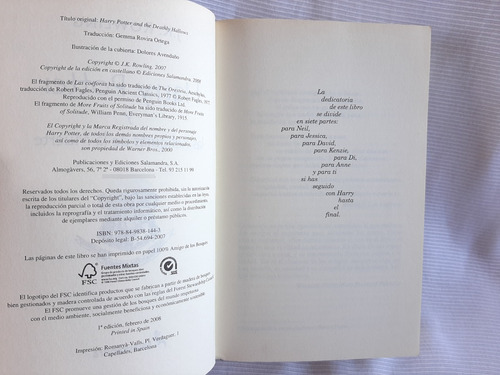 Título original: Harry Potter and the Deathly Hallows
Traducción: Gemma Rovira Ortega
Ilustración de la cubierta: Dolores Avendaño
Copyright © J.K. Rowling, 2007
Copyright de la edición en castellano © Ediciones Salamandra, 2008
El fragmento de Las coéforas ha sido traducido de The Oresteia, Aeschylus,
traducción de Robert Fagles, Penguin Ancient Classics, 1977 © Robert Fagles, 1977.
Reproducido con el permiso de Penguin Books Ltd.
El fragmento de More Fruits of Solitude ha sido traducido de More Fruits
of Solitude, William Penn, Everyman's Library, 1915
El Copyright y la Marca Registrada del nombre y del personaje
Harry Potter, de todos los demás nombres propios y personajes,
así como de todos los símbolos y elementos relacionados,
son propiedad de Warner Bros., 2000
Publicaciones y Ediciones Salamandra, S.A.
Almogàvers, 56, 7º 2ª - 08018 Barcelona - Tel. 93 215 11 99
Reservados todos los derechos. Queda rigurosamente prohibida, sin la autorización
escrita de los titulares del "Copyright", bajo las sanciones establecidas en las leyes,
la reproducción parcial o total de esta obra por cualquier medio o procedimiento,
incluidos la reprografía y el tratamiento informático, así como la distribución
de ejemplares mediante alquiler o préstamo públicos.
ISBN: 978-84-9838-144-3
Depósito legal: B-54.694-2007
Las páginas de este libro se han imprimido en papel 100% Amigo de los Bosques
FSC
Fuentes Mixtas
El logotipo del FSC identifica productos que se fabrican a partir de madera de bosques
bien gestionados y madera controlada de acuerdo con las reglas del Forest Stewardship Council.
El FSC promueve una gestión de los bosques del mundo respetuosa
con el medio ambiente, socialmente beneficiosa y económicamente sostenible
1ª edición, febrero de 2008
Printed in Spain
Impresión: Romanyà-Valls, Pl. Verdaguer, 1
Capellades, Barcelona
La
dedicatoria
de este libro
se divide
en siete partes:
para Neil,
para Jessica,
para David,
para Kenzie,
para Di,
para Anne
y para ti
si has
seguido
con Harry
hasta
el
final.